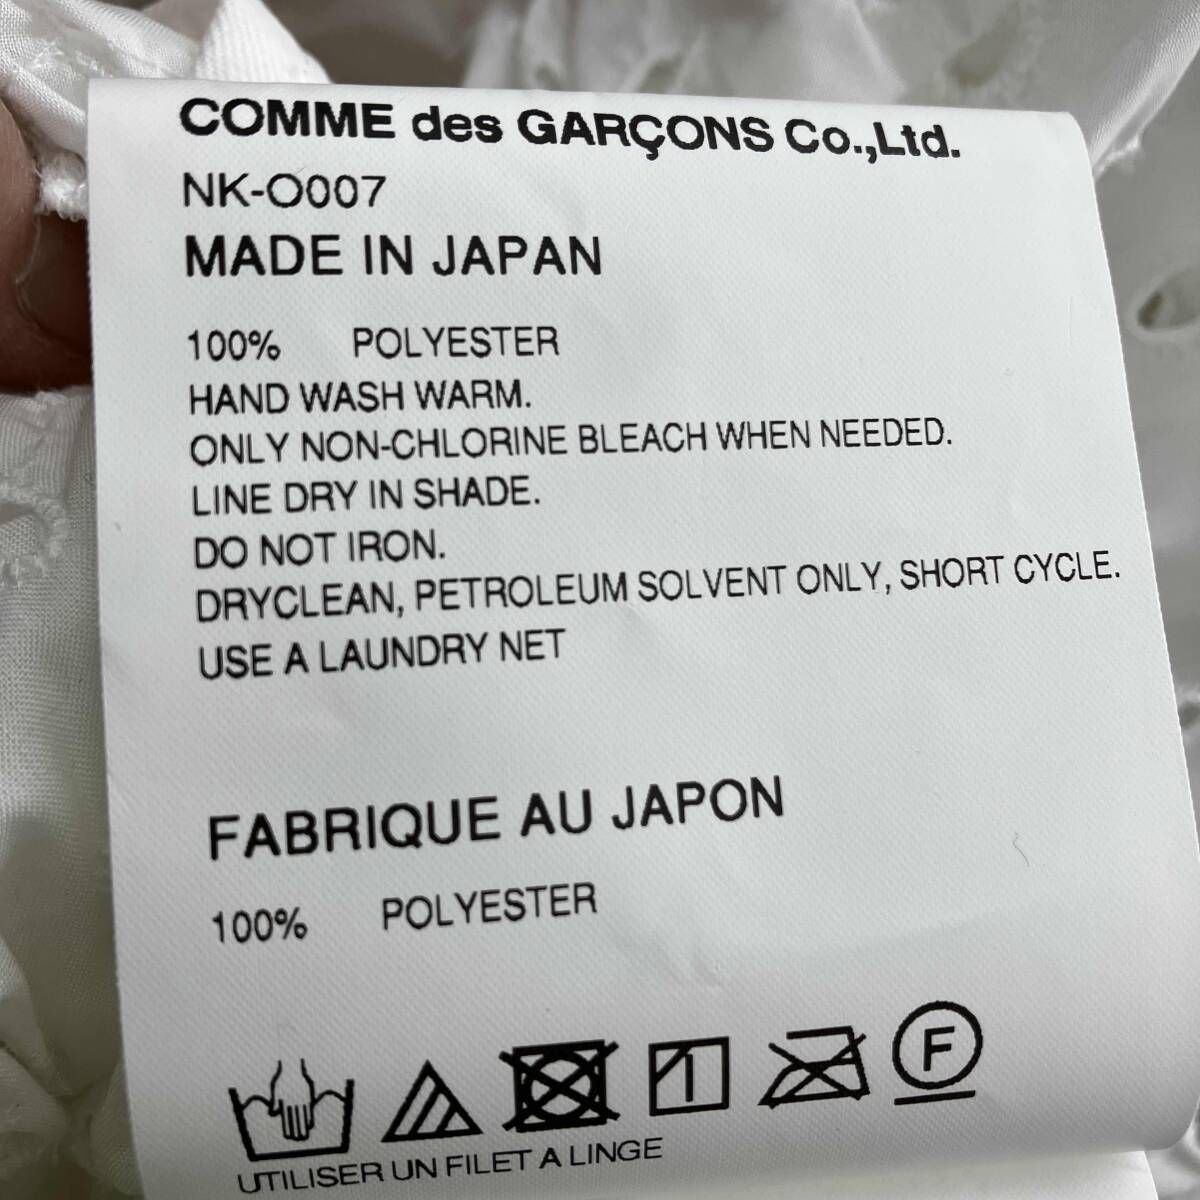 COMME des GARÇONS Co.,Ltd.
NK-O007
MADE IN JAPAN
100% POLYESTER
HAND WASH WARM.
ONLY NON-CHLORINE BLEACH WHEN NEEDED.
LINE DRY IN SHADE.
DO NOT IRON.
DRYCLEAN, PETROLEUM SOLVENT ONLY, SHORT CYCLE.
USE A LAUNDRY NET
FABRIQUE AU JAPON
100% POLYESTER
F
UTILISER UN FILET A LINGE